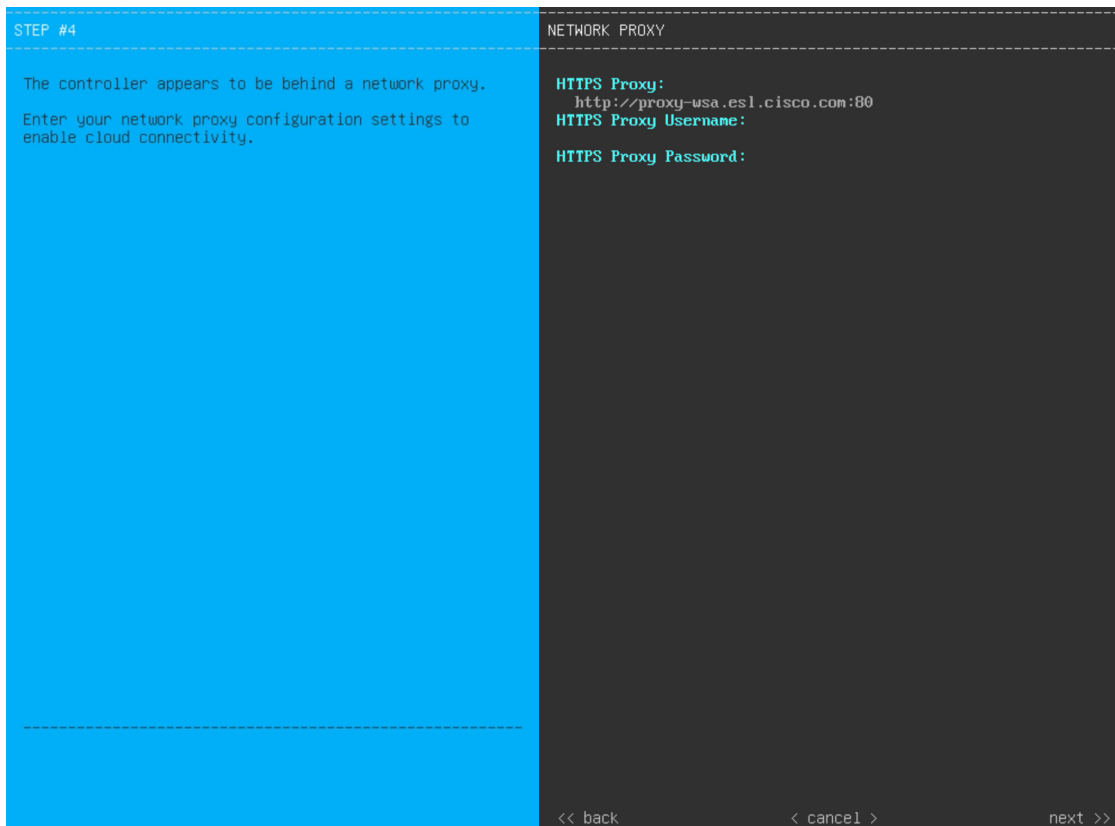 STEP #4
The controller appears to be behind a network proxy.
Enter your network proxy configuration settings to
enable cloud connectivity.
NETWORK PROXY
HTTPS Proxy:
http://proxy-wsa.esl.cisco.com:80
HTTPS Proxy Username:
HTTPS Proxy Password:
<< back < cancel > next >>